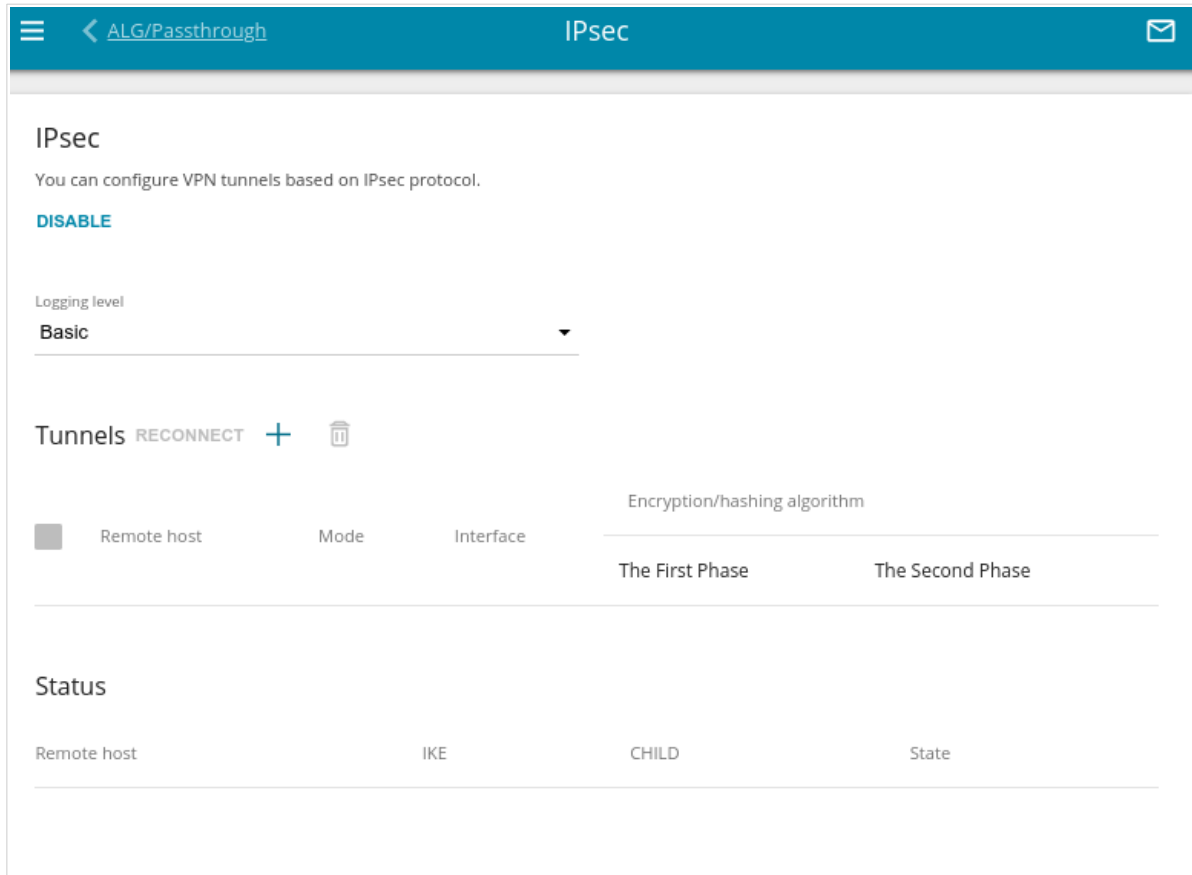 ALG/Passthrough
IPsec
IPsec
You can configure VPN tunnels based on IPsec protocol.
DISABLE
Logging level
Basic
Tunnels RECONNECT
Encryption/hashing algorithm
Remote host Mode Interface
The First Phase The Second Phase
Status
Remote host IKE CHILD State